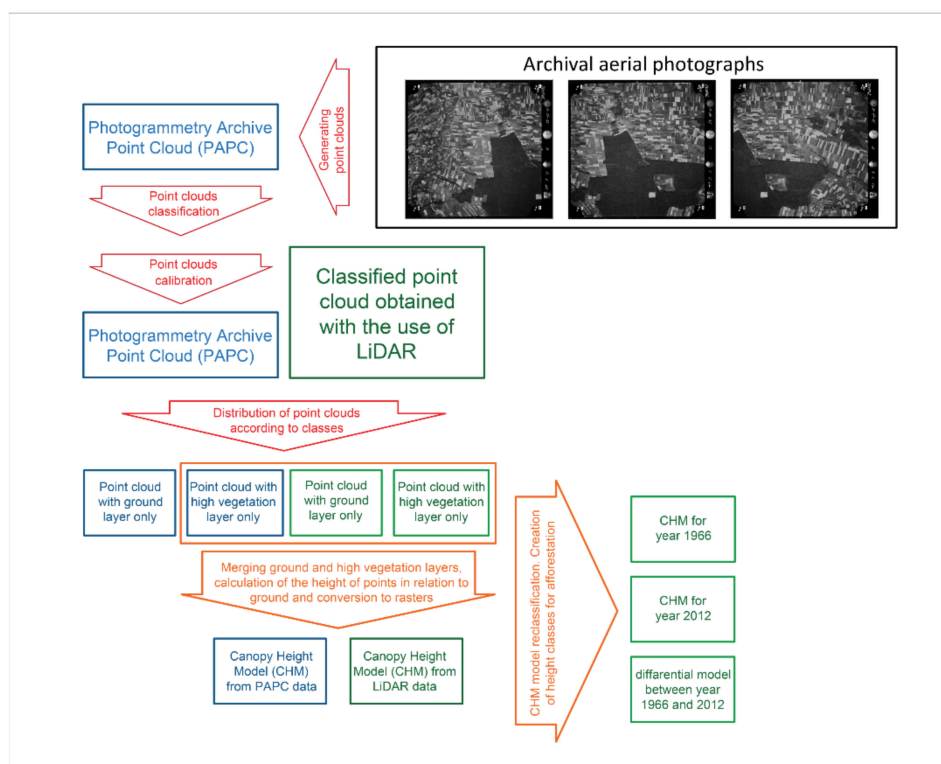 Archival aerial photographs
Generating
point clouds
Photogrammetry Archive
Point Cloud (PAPC)
Point clouds
classification
Point clouds
calibration
Photogrammetry Archive
Point Cloud (PAPC)
Classified point
cloud obtained
with the use of
LiDAR
Distribution of point clouds
according to classes
Point cloud
with ground
layer only
Point cloud with
high vegetation
layer only
Point cloud
with ground
layer only
Point cloud with
high vegetation
layer only
Merging ground and high vegetation layers,
calculation of the height of points in relation to
ground and conversion to rasters
Canopy Height
Model (CHM)
from PAPC data
Canopy Height
Model (CHM) from
LiDAR data
CHM model reclassification. Creation
of height classes for afforestation
CHM for
year 1966
CHM for
year 2012
diffarential model
between year
1966 and 2012